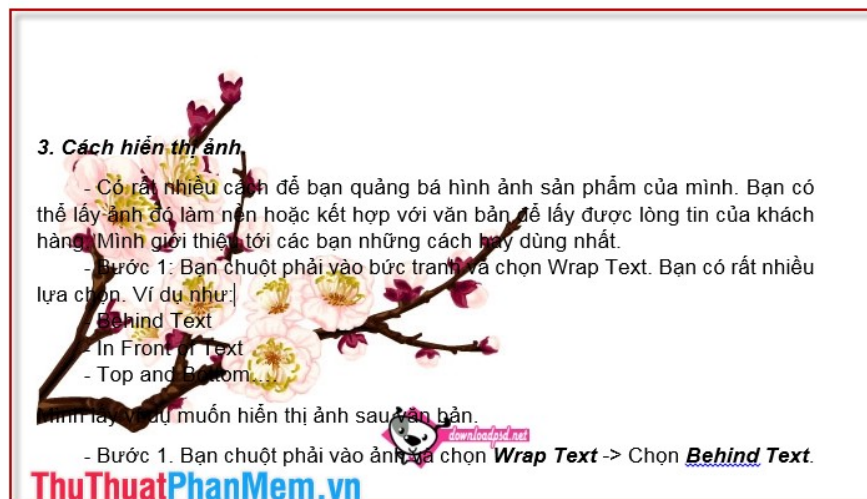 3. Cách hiển thị ảnh.
- Có rất nhiều cách để bạn quảng bá hình ảnh sản phẩm của mình. Bạn có
thể lấy ảnh đó làm nền hoặc kết hợp với văn bản để lấy được lòng tin của khách
hàng. Mình giới thiệu tới các bạn những cách hay dùng nhất.
- Bước 1: Bạn chuột phải vào bức tranh và chọn Wrap Text. Bạn có rất nhiều
lựa chọn. Ví dụ như:
- Behind Text
- In Front of Text
- Top and Bottom....
Mình lấy ví dụ muốn hiển thị ảnh sau văn bản.
downloadpsd.net
- Bước 1. Bạn chuột phải vào ảnh và chọn Wrap Text -> Chọn Behind Text.
ThuThuatPhanMem.vn